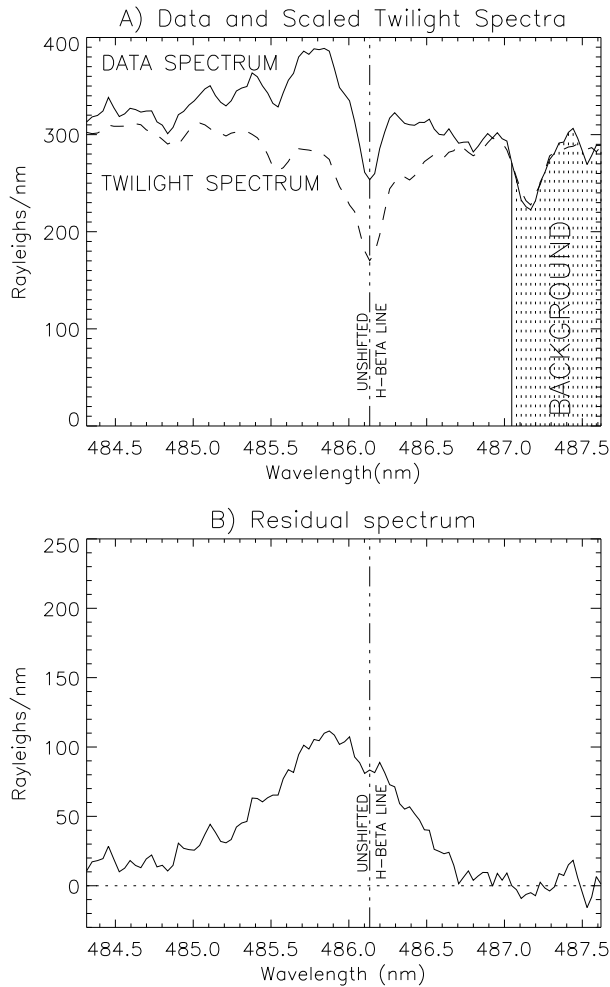 A) Data and Scaled Twilight Spectra
400
300
200
100
0
Rayleighs/nm
DATA SPECTRUM
TWILIGHT SPECTRUM
UNSHIFTED
H-BETA LINE
BACKGROUND
484.5 485.0 485.5 486.0 486.5 487.0 487.5
Wavelength(nm)
B) Residual spectrum
250
200
150
100
50
0
Rayleighs/nm
UNSHIFTED
H-BETA LINE
484.5 485.0 485.5 486.0 486.5 487.0 487.5
Wavelength (nm)